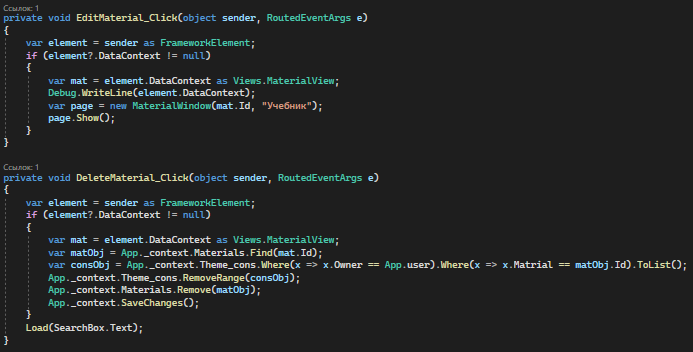 Ссылок: 1
private void EditMaterial_Click(object sender, RoutedEventArgs e)
{
var element = sender as FrameworkElement;
if (element?.DataContext != null)
{
var mat = element.DataContext as Views.MaterialView;
Debug.WriteLine(element.DataContext);
var page = new MaterialWindow(mat.Id, "Учебник");
page.Show();
}
}
Ссылок: 1
private void DeleteMaterial_Click(object sender, RoutedEventArgs e)
{
var element = sender as FrameworkElement;
if (element?.DataContext != null)
{
var mat = element.DataContext as Views.MaterialView;
var matObj = App._context.Materials.Find(mat.Id);
var consObj = App._context.Theme_cons.Where(x => x.Owner == App.user).Where(x => x.Matrial == matObj.Id).ToList();
App._context.Theme_cons.RemoveRange(consObj);
App._context.Materials.Remove(matObj);
App._context.SaveChanges();
}
Load(SearchBox.Text);
}